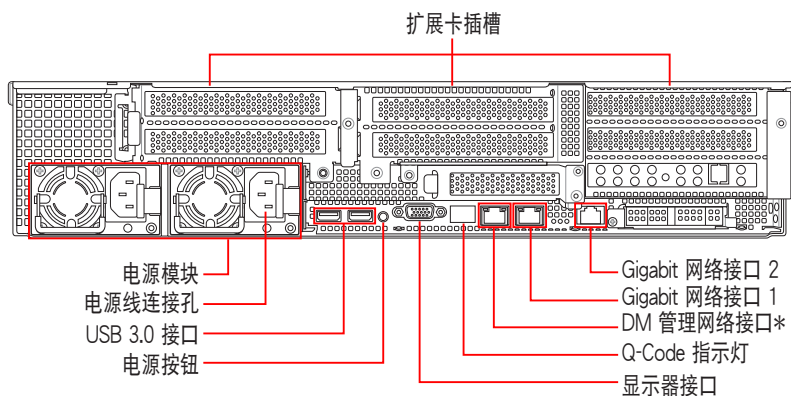 扩展卡插槽
电源模块
电源线连接孔
USB 3.0 接口
电源按钮
Gigabit 网络接口 2
Gigabit 网络接口 1
DM 管理网络接口*
Q-Code 指示灯
显示器接口